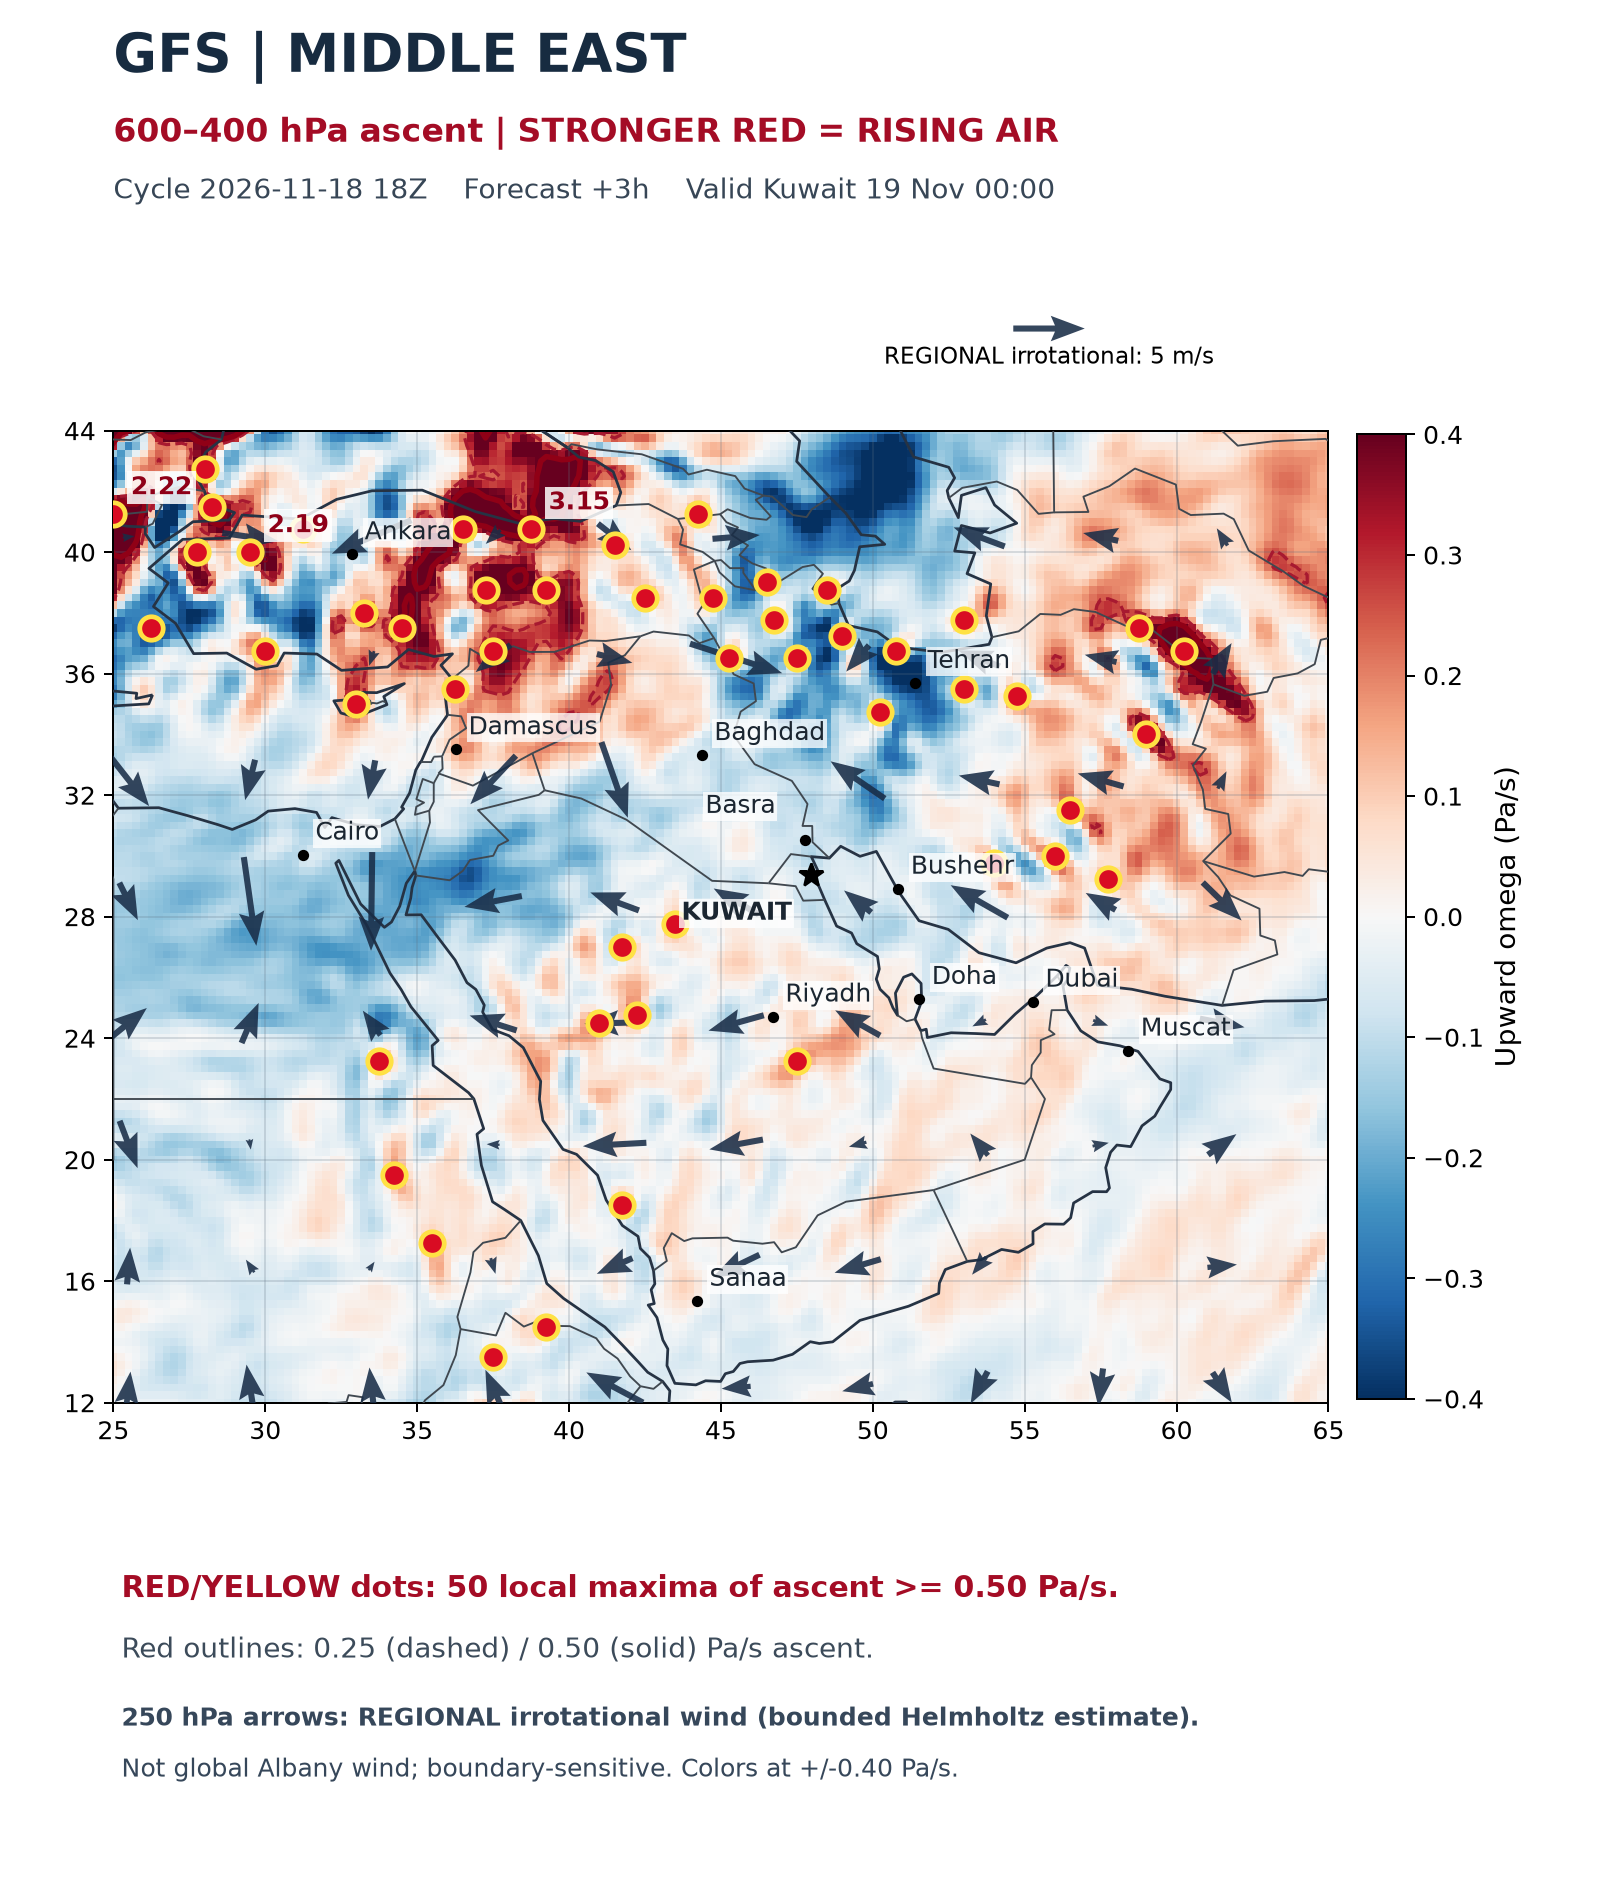 GFS | MIDDLE EAST
600–400 hPa ascent | STRONGER RED = RISING AIR
Cycle 2026-11-18 18Z    Forecast +3h    Valid Kuwait 19 Nov 00:00
REGIONAL irrotational: 5 m/s
44
40
36
32
28
24
20
16
12
25
30
35
40
45
50
55
60
65
2.22
2.19
3.15
Ankara
Tehran
Damascus
Baghdad
Basra
Cairo
Bushehr
KUWAIT
Riyadh
Doha
Dubai
Muscat
Sanaa
0.4
0.3
0.2
0.1
0.0
−0.1
−0.2
−0.3
−0.4
Upward omega (Pa/s)
RED/YELLOW dots: 50 local maxima of ascent >= 0.50 Pa/s.
Red outlines: 0.25 (dashed) / 0.50 (solid) Pa/s ascent.
250 hPa arrows: REGIONAL irrotational wind (bounded Helmholtz estimate).
Not global Albany wind; boundary-sensitive. Colors at +/-0.40 Pa/s.